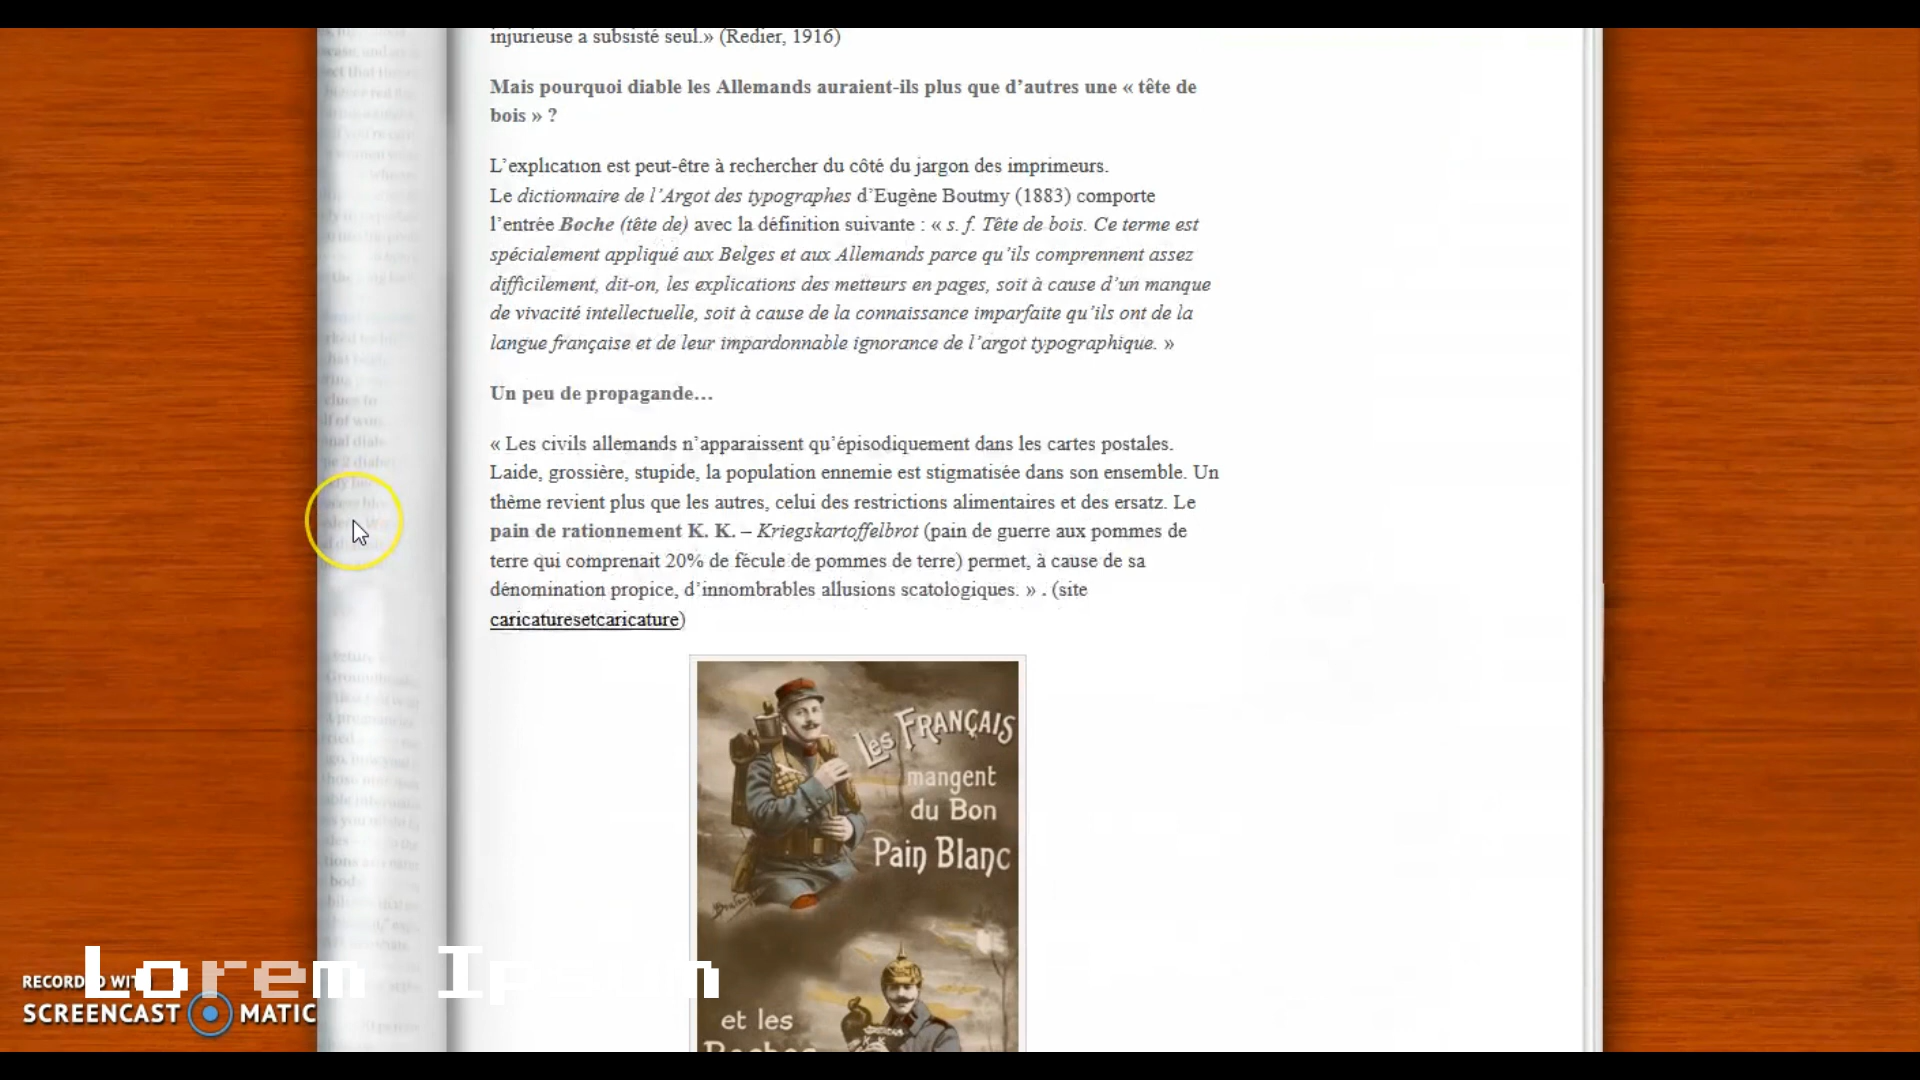 injurieuse a subsisté seul.» (Redier, 1916)
Mais pourquoi diable les Allemands auraient-ils plus que d’autres une « tête de
bois » ?
L’explication est peut-être à rechercher du côté du jargon des imprimeurs.
Le dictionnaire de l’Argot des typographes d’Eugène Boutmy (1883) comporte
l’entrée Boche (tête de) avec la définition suivante : « s. f. Tête de bois. Ce terme est
spécialement appliqué aux Belges et aux Allemands parce qu’ils comprennent assez
difficilement, dit-on, les explications des metteurs en pages, soit à cause d’un manque
de vivacité intellectuelle, soit à cause de la connaissance imparfaite qu’ils ont de la
langue française et de leur impardonnable ignorance de l’argot typographique. »
Un peu de propagande…
« Les civils allemands n’apparaissent qu’épisodiquement dans les cartes postales.
Laide, grossière, stupide, la population ennemie est stigmatisée dans son ensemble. Un
thème revient plus que les autres, celui des restrictions alimentaires et des ersatz. Le
pain de rationnement K. K. – Kriegskartoffelbrot (pain de guerre aux pommes de
terre qui comprenait 20% de fécule de pommes de terre) permet, à cause de sa
dénomination propice, d’innombrables allusions scatologiques. » . (site
caricaturesetcaricature)
Les FRANÇAIS
mangent
du Bon
Pain Blanc
et les
Boches
Lorem Ipsum
RECORDED WITH
SCREENCAST MATIC